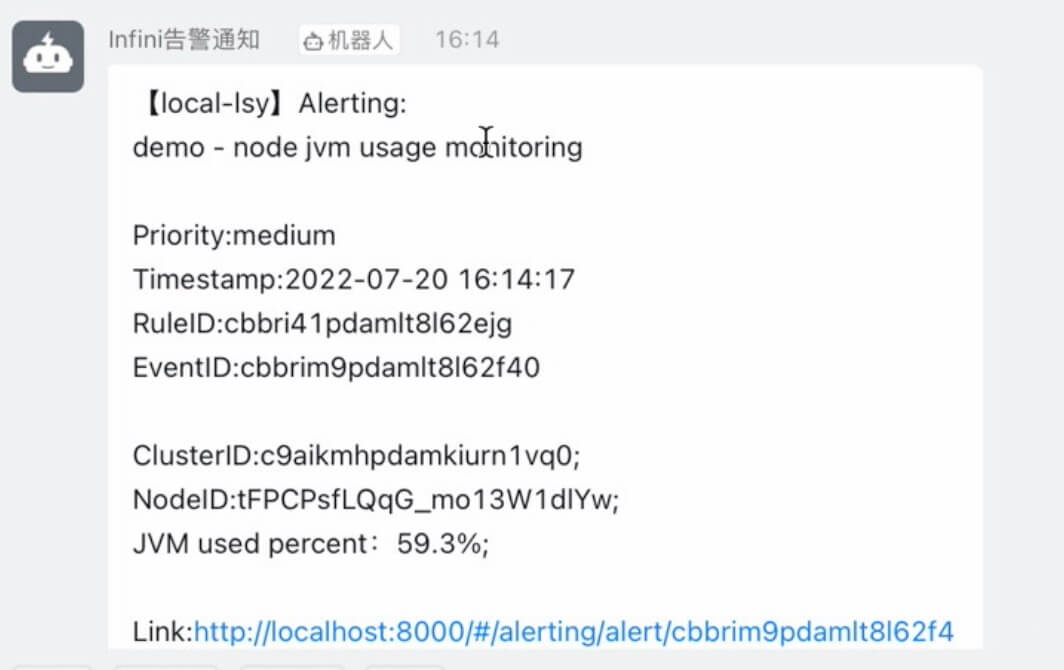 Infini告警通知 机器人 16:14
【local-lsy】Alerting:
demo - node jvm usage monitoring
Priority:medium
Timestamp:2022-07-20 16:14:17
RuleID:cbbri41pdamlt8l62ejg
EventID:cbbrim9pdamlt8l62f40
ClusterID:c9aikmhpdamkiurn1vq0;
NodeID:tFPCPsfLQqG_mo13W1dlYw;
JVM used percent：59.3%;
Link:http://localhost:8000/#/alerting/alert/cbbrim9pdamlt8l62f4